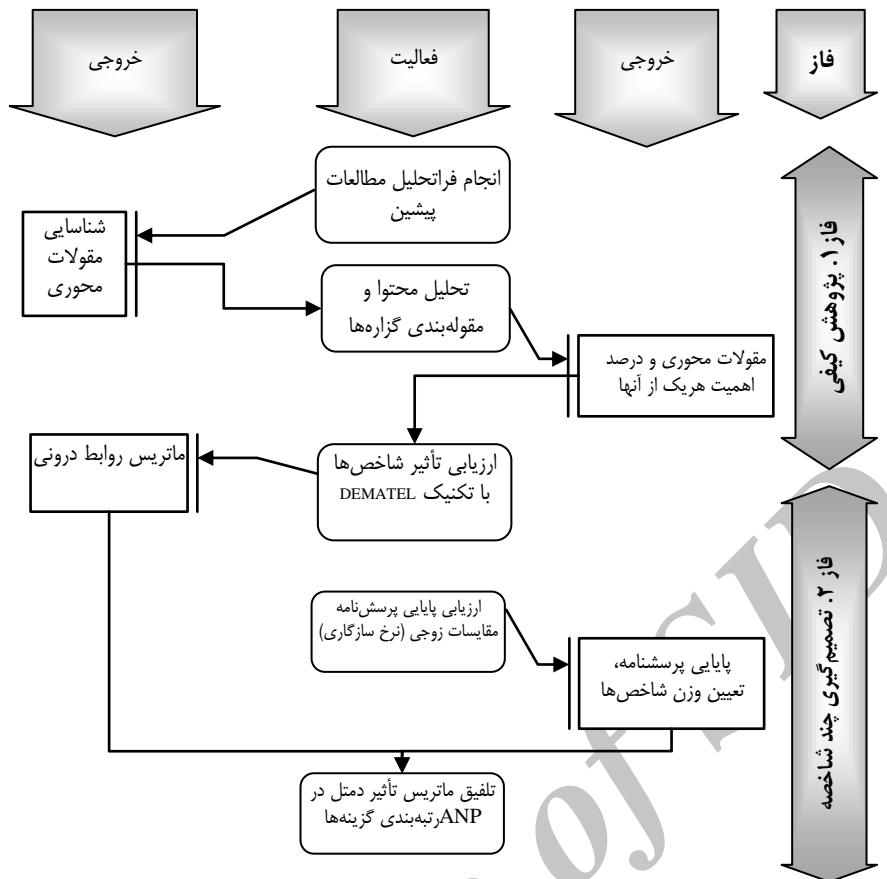 فاز
خروجی
فعالیت
خروجی
فاز ۱. پژوهش کیفی
انجام فراتحلیل مطالعات
پیشین
شناسایی
مقولات
محوری
تحلیل محتوا و
مقوله‌بندی گزاره‌ها
مقولات محوری و درصد
اهمیت هریک از آنها
ارزیابی تأثیر شاخص‌ها
با تکنیک DEMATEL
ماتریس روابط درونی
فاز ۲. تصمیم‌گیری چند شاخصه
ارزیابی پایایی پرسش‌نامه
مقایسات زوجی (نرخ سازگاری)
پایایی پرسشنامه،
تعیین وزن شاخص‌ها
تلفیق ماتریس تأثیر دمتل در
ANPرتبه‌بندی گزینه‌ها
of SID